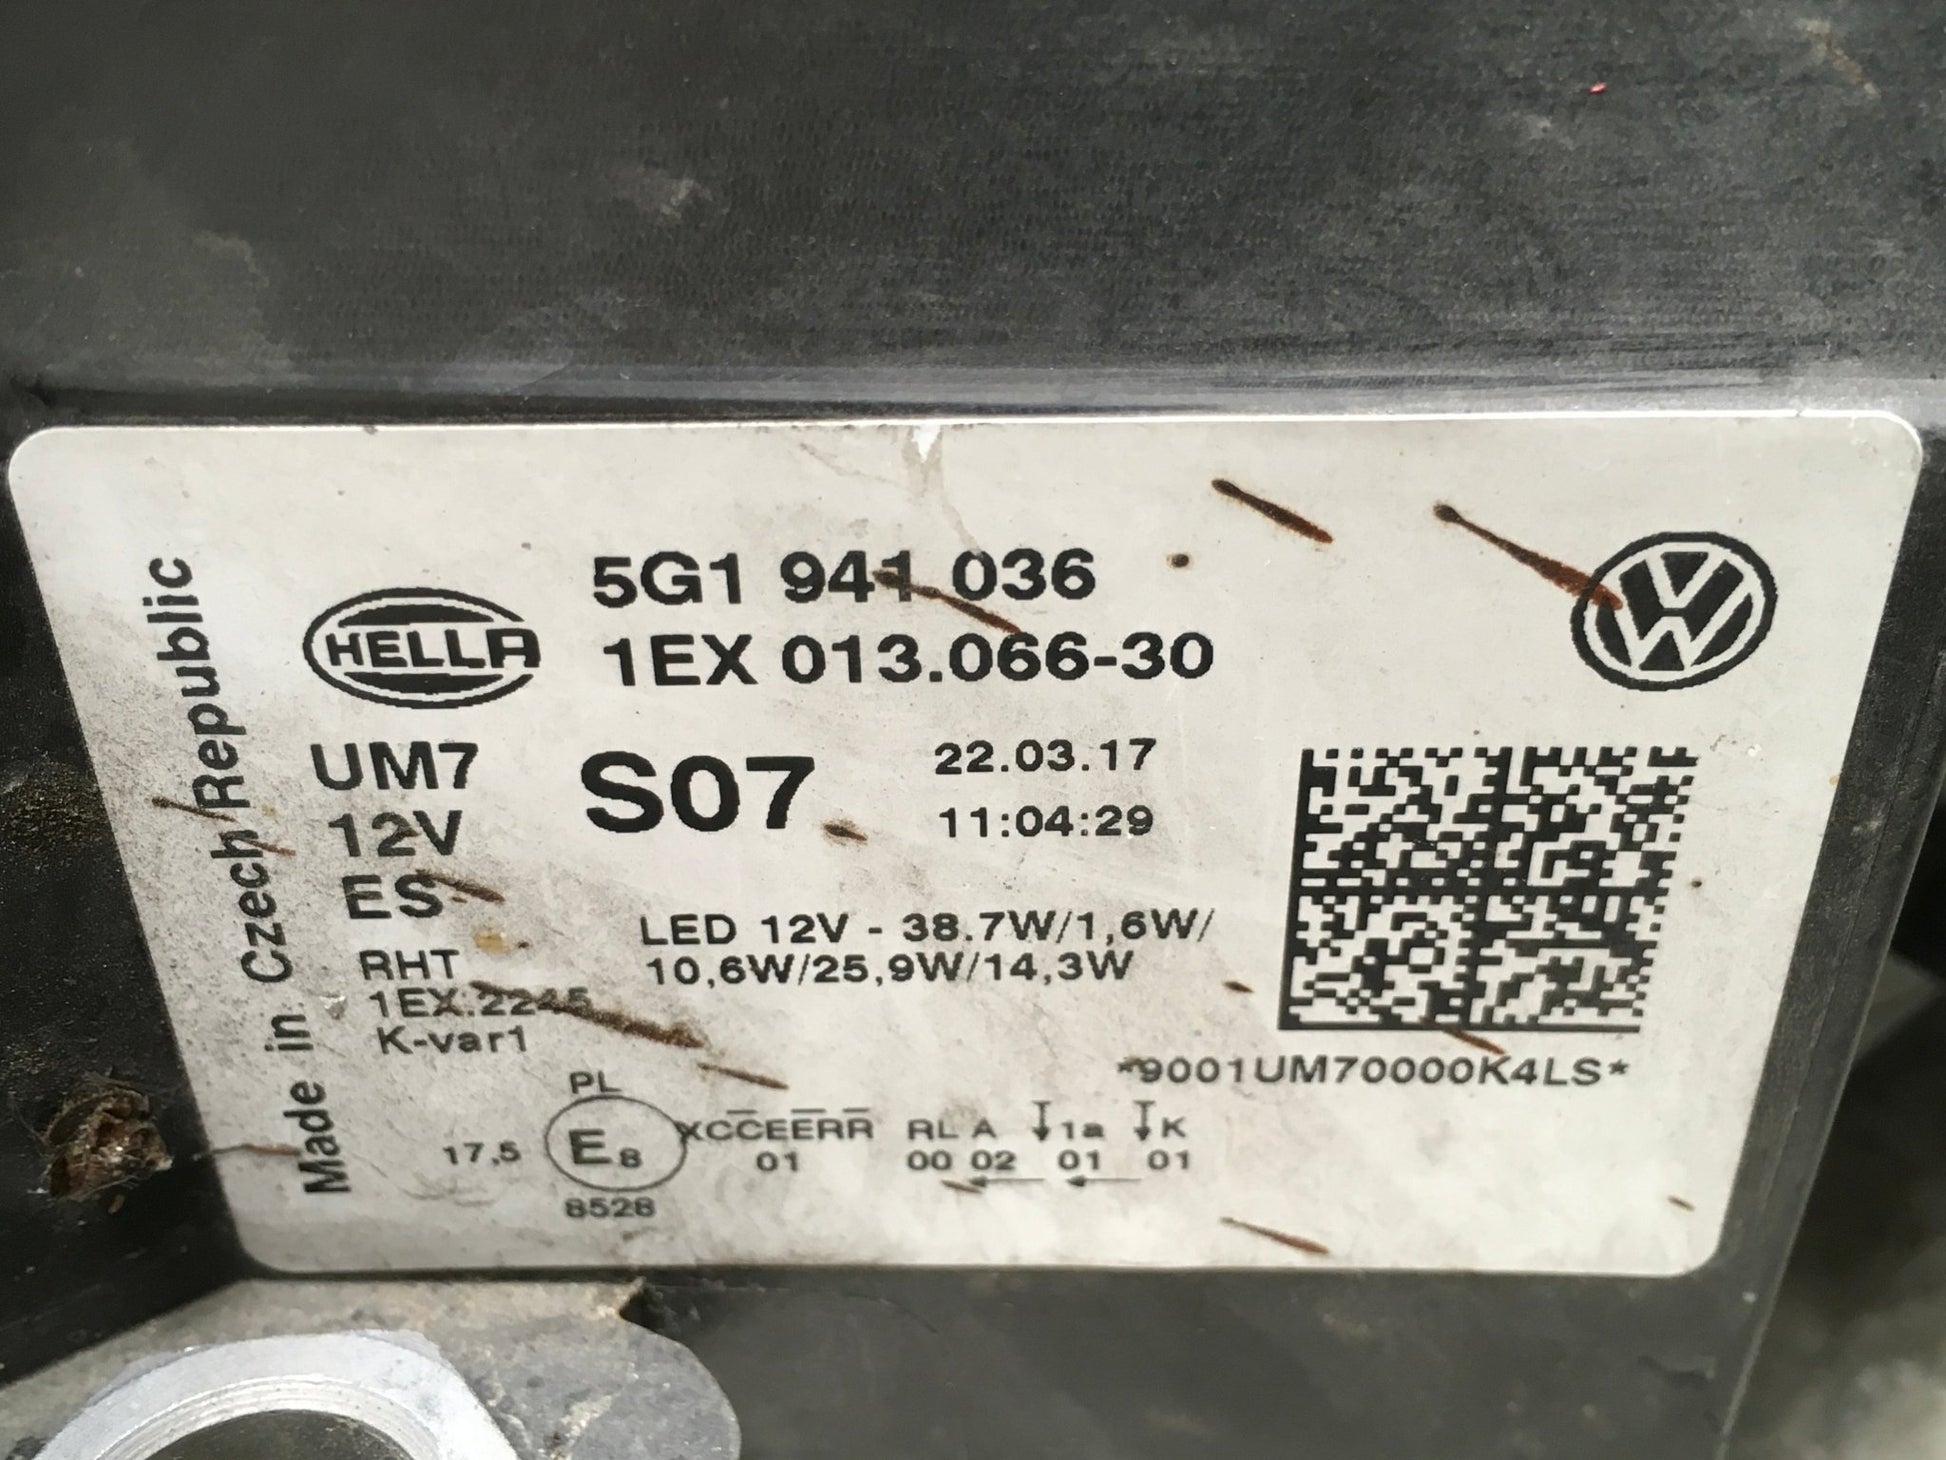 Made in Czech Republic
HELLA
5G1 941 036
1EX 013.066-30
UM7
S07
22.03.17
12V
11:04:29
ES
LED 12V - 38.7W/1,6W/
10,6W/25,9W/14,3W
RHT
1EX.2245
K-var1
*9001UM70000K4LS*
PL
17,5
E8
XCCEERR RL A 1a K
01 00 02 01 01
8528
VW